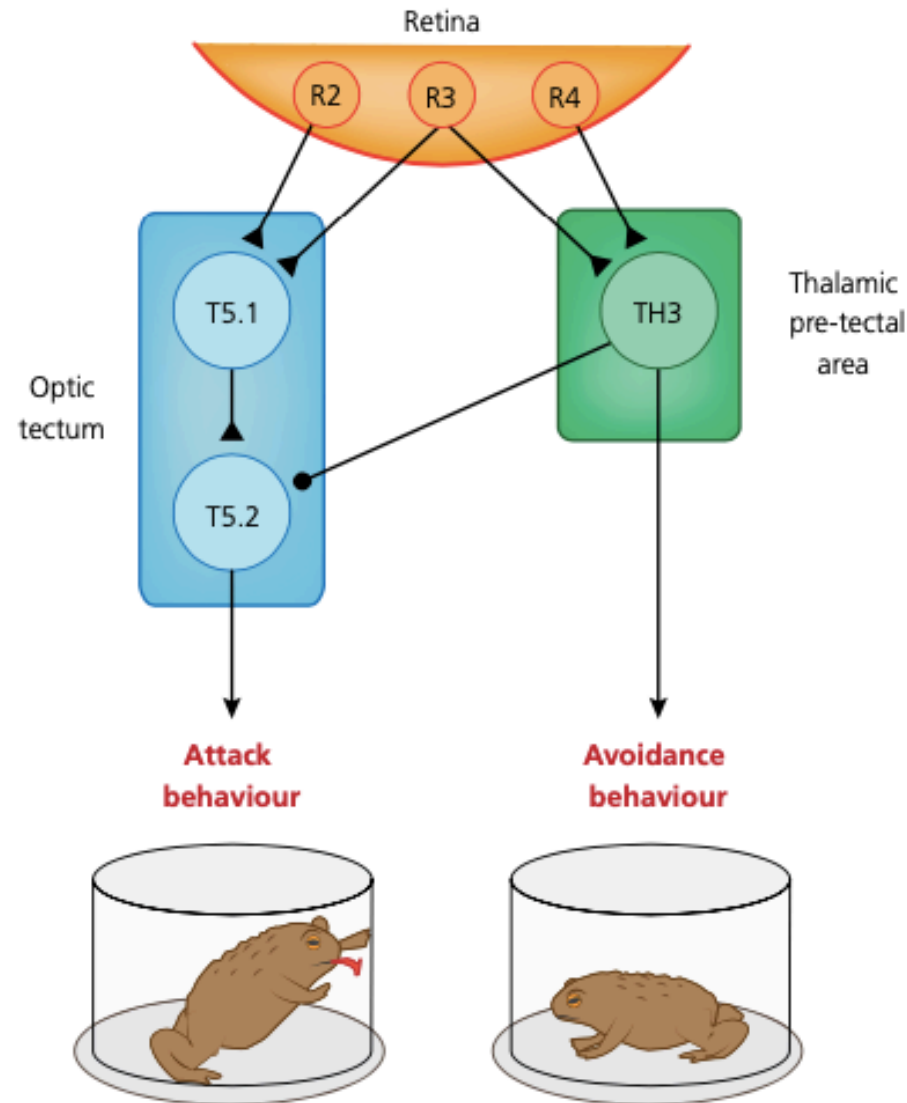 Retina
R2
R3
R4
T5.1
TH3
Thalamic
pre-tectal
area
Optic
tectum
T5.2
Attack
behaviour
Avoidance
behaviour